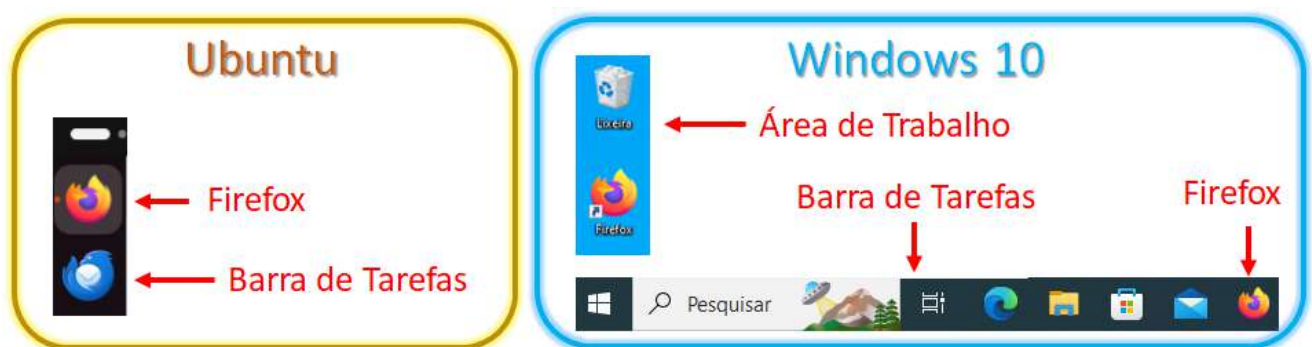 Ubuntu
Firefox
Barra de Tarefas
Windows 10
Lixeira
Área de Trabalho
Firefox
Barra de Tarefas
Firefox
Pesquisar